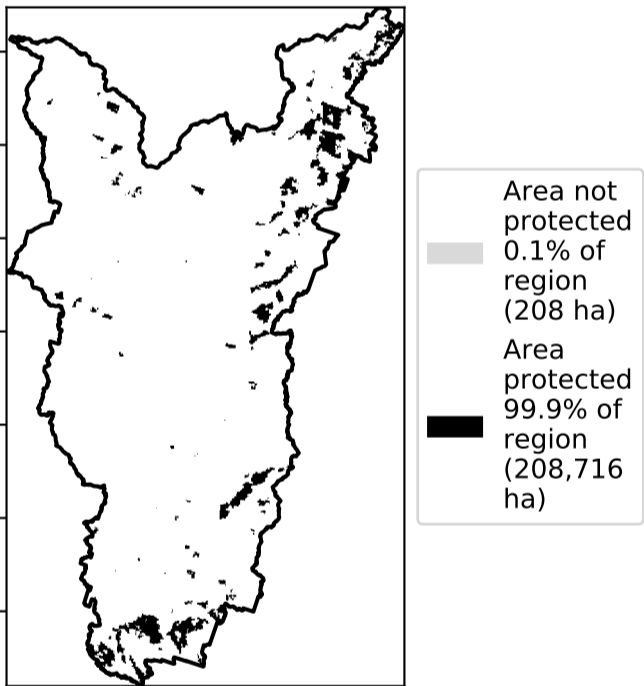 Area not
protected
0.1% of
region
(208 ha)
Area
protected
99.9% of
region
(208,716
ha)